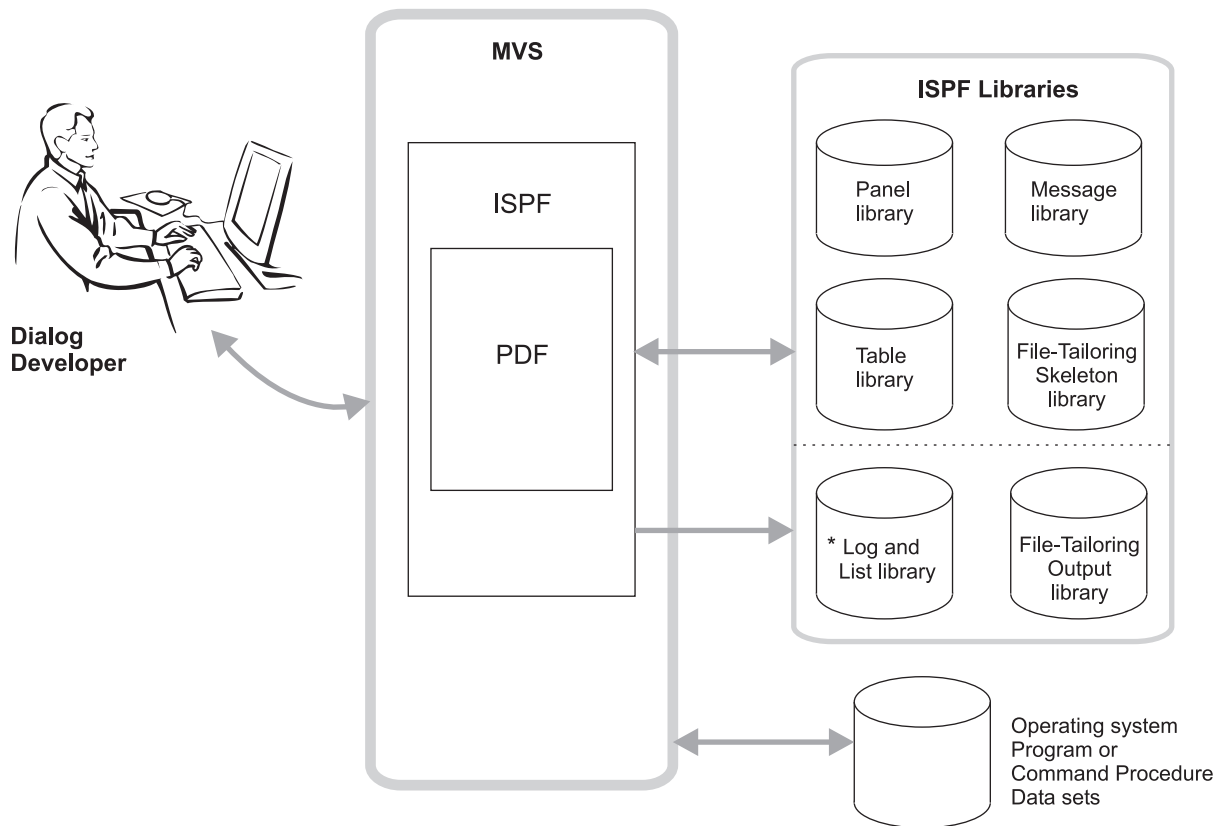 MVS
ISPF
PDF
Dialog
Developer
ISPF Libraries
Panel
library
Message
library
Table
library
File-Tailoring
Skeleton
library
* Log and
List library
File-Tailoring
Output
library
Operating system
Program or
Command Procedure
Data sets